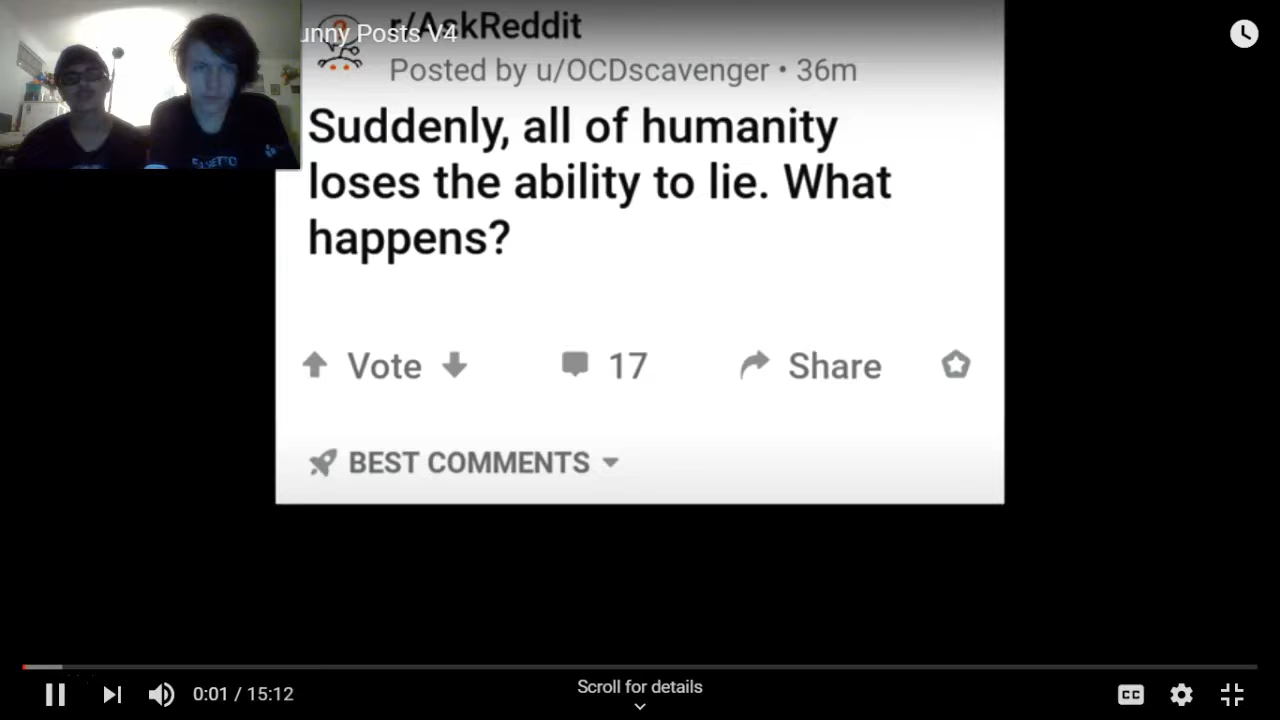 unny Posts V4
r/AskReddit
Posted by u/OCDscavenger • 36m
Suddenly, all of humanity
loses the ability to lie. What
happens?
Vote
17
Share
BEST COMMENTS
0:01 / 15:12
Scroll for details
CC